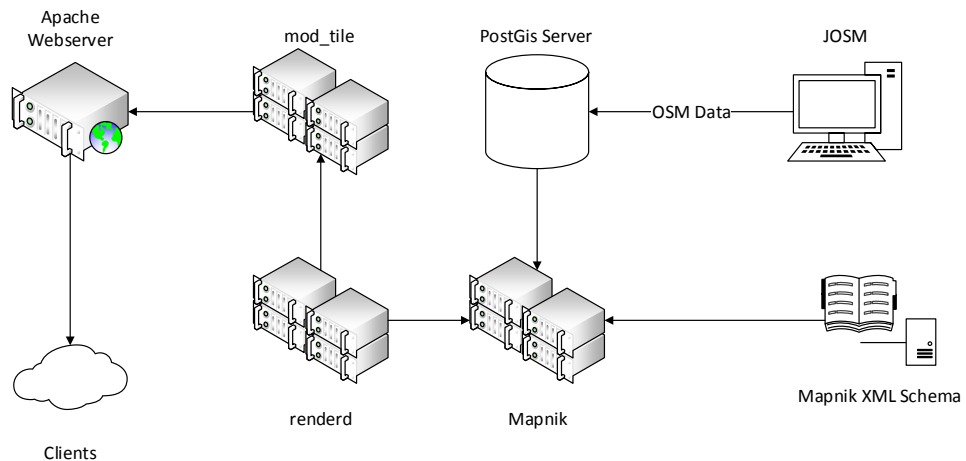 Apache
Webserver
mod_tile
PostGis Server
JOSM
OSM Data
renderd
Mapnik
Mapnik XML Schema
Clients